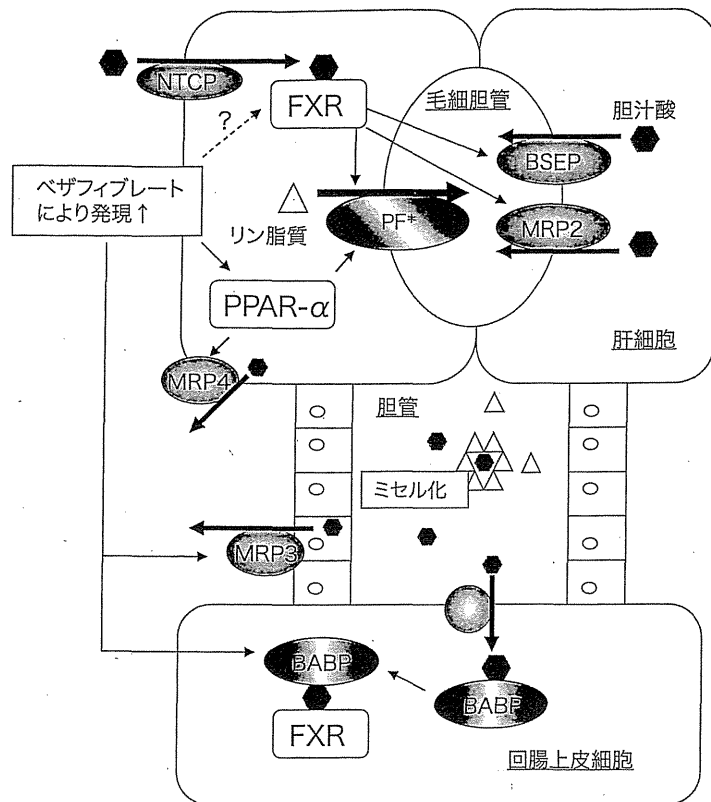 NTCP
FXR
?
毛細胆管
胆汁酸
BSEP
ベザフィブレート
により発現↑
リン脂質
PF*
MRP2
PPAR-α
肝細胞
MRP4
胆管
ミセル化
MRP3
BABP
BABP
FXR
回腸上皮細胞